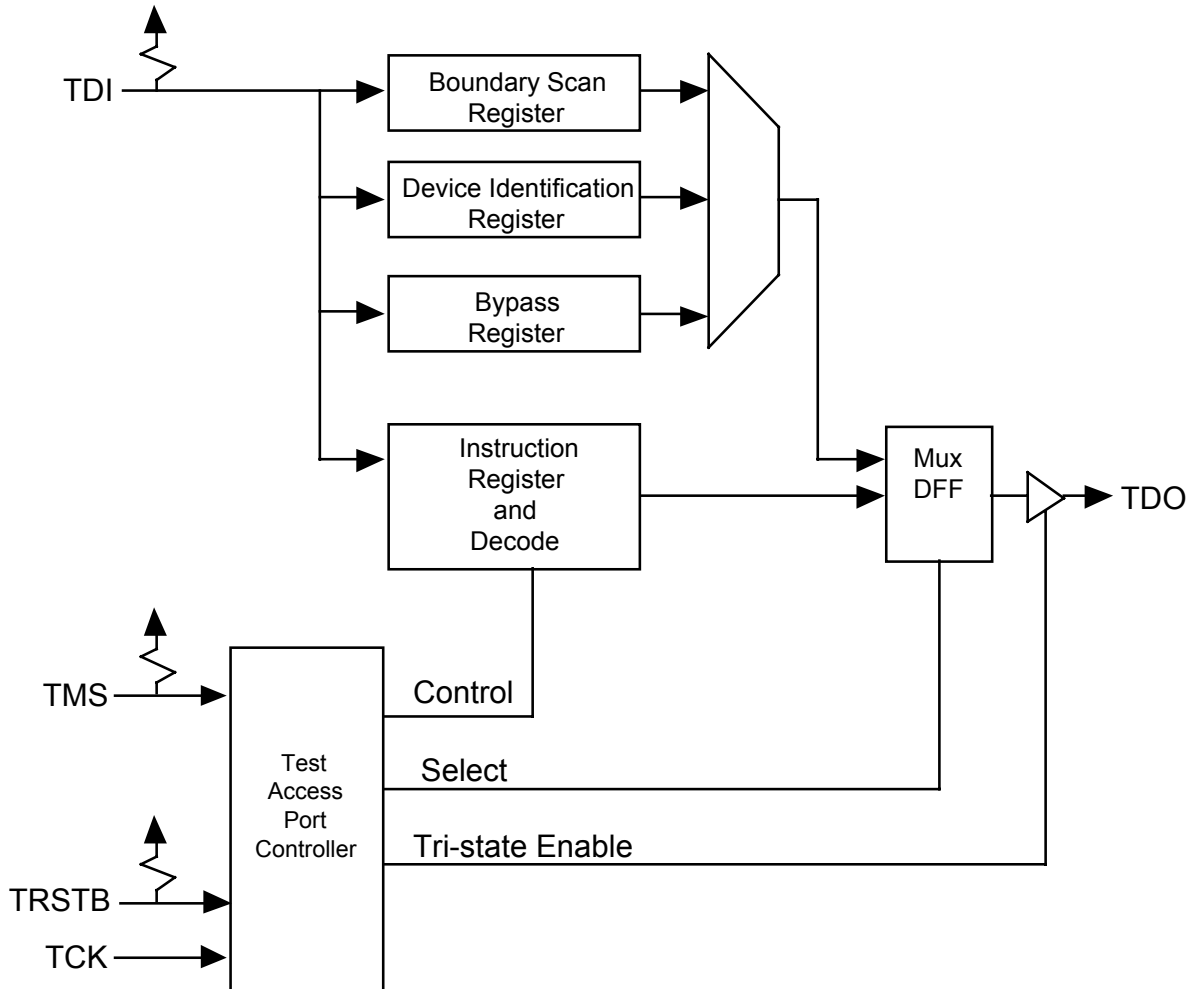 TDI
Boundary Scan
Register
Device Identification
Register
Bypass
Register
Instruction
Register
and
Decode
Mux
DFF
TDO
TMS
Control
Test
Access
Port
Controller
Select
Tri-state Enable
TRSTB
TCK